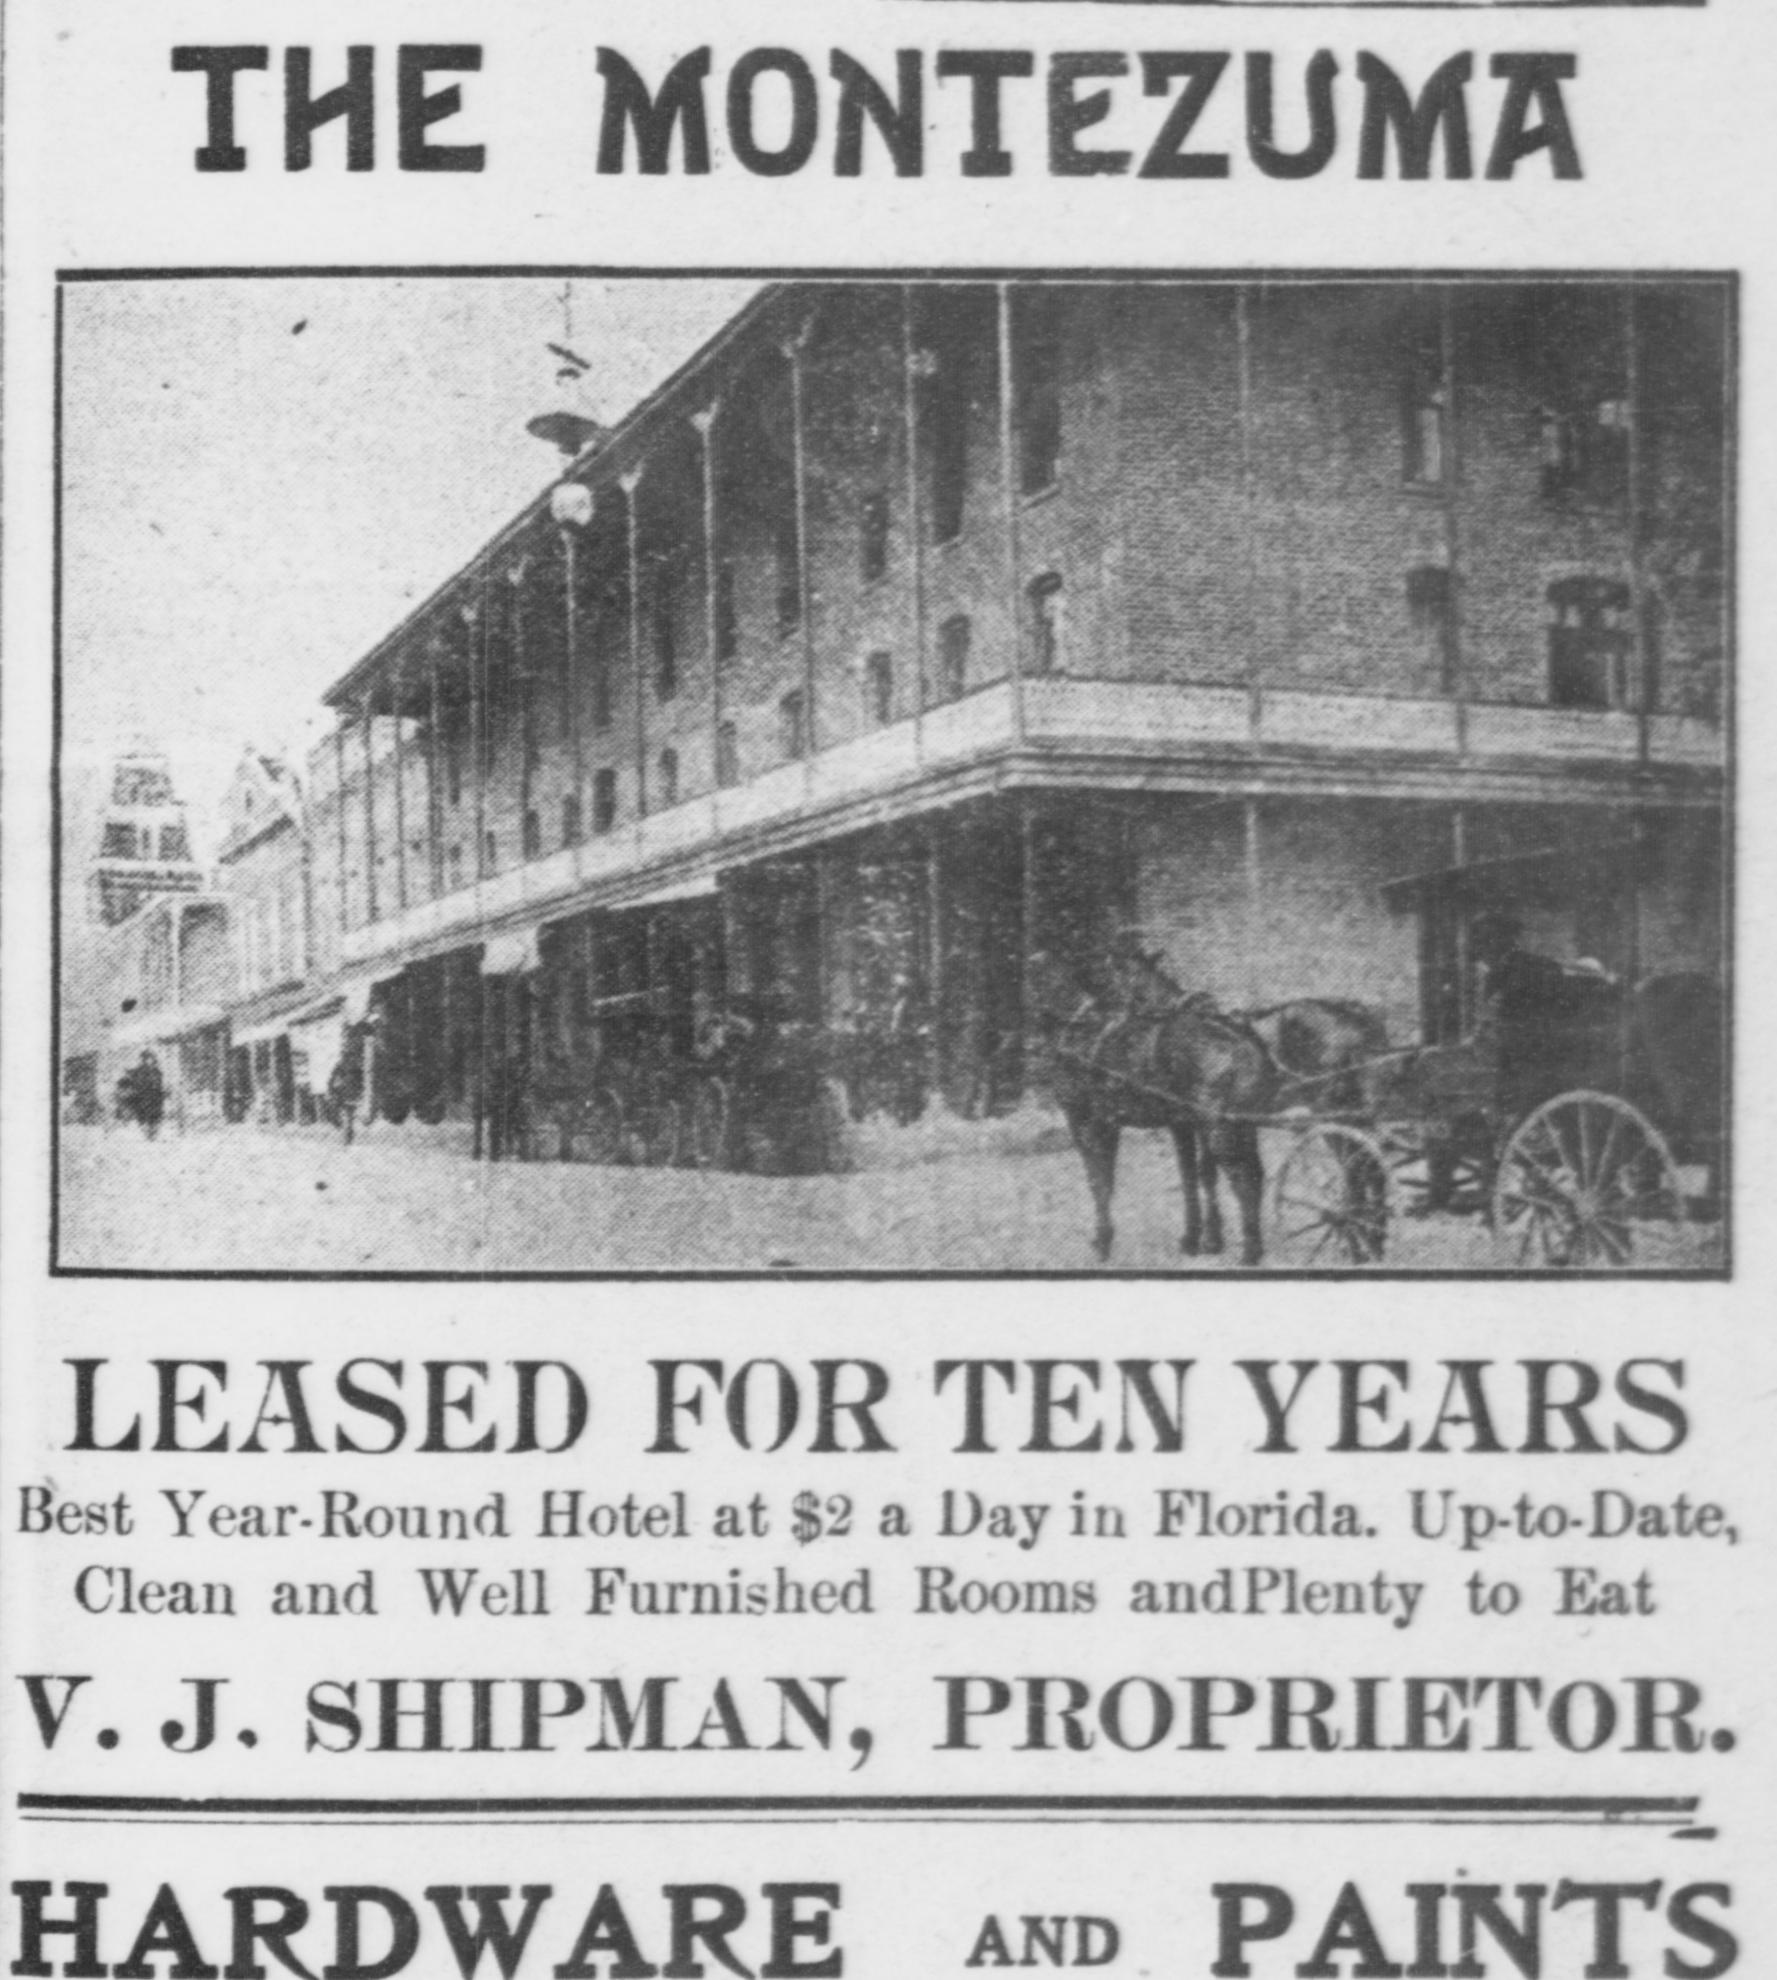 THE MONTEZUMA
LEASED FOR TEN YEARS
Best Year-Round Hotel at $2 a Day in Florida. Up-to-Date,
Clean and Well Furnished Rooms andPlenty to Eat
V. J. SHIPMAN, PROPRIETOR.
HARDWARE AND PAINTS